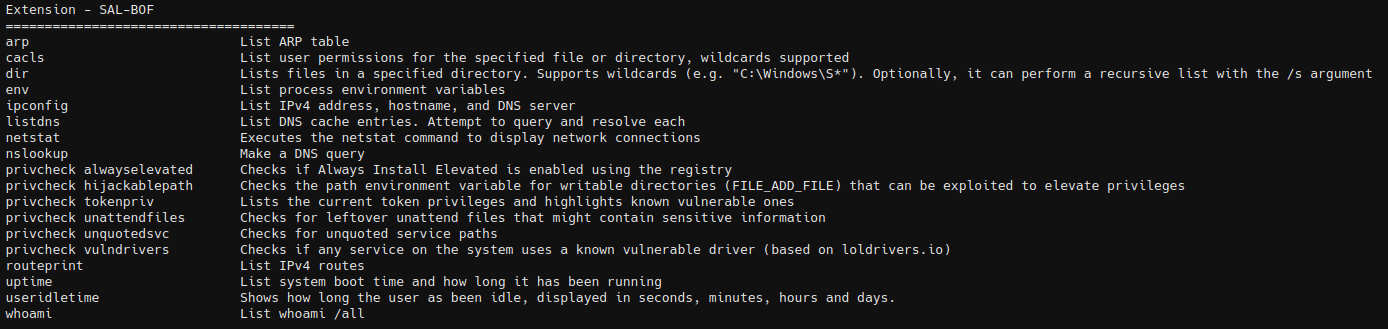 Extension - SAL-BOF
=====================================
arp List ARP table
cacls List user permissions for the specified file or directory, wildcards supported
dir Lists files in a specified directory. Supports wildcards (e.g. "C:\Windows\S*"). Optionally, it can perform a recursive list with the /s argument
env List process environment variables
ipconfig List IPv4 address, hostname, and DNS server
listdns List DNS cache entries. Attempt to query and resolve each
netstat Executes the netstat command to display network connections
nslookup Make a DNS query
privcheck alwayselevated Checks if Always Install Elevated is enabled using the registry
privcheck hijackablepath Checks the path environment variable for writable directories (FILE_ADD_FILE) that can be exploited to elevate privileges
privcheck tokenpriv Lists the current token privileges and highlights known vulnerable ones
privcheck unattendfiles Checks for leftover unattend files that might contain sensitive information
privcheck unquotedsvc Checks for unquoted service paths
privcheck vulndrivers Checks if any service on the system uses a known vulnerable driver (based on loldrivers.io)
routeprint List IPv4 routes
uptime List system boot time and how long it has been running
useridletime Shows how long the user as been idle, displayed in seconds, minutes, hours and days.
whoami List whoami /all